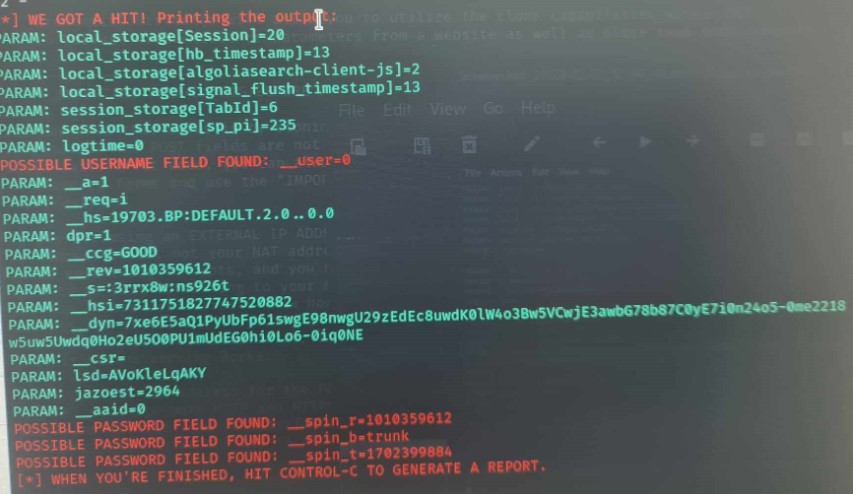 *] WE GOT A HIT! Printing the output:
PARAM: local_storage[Session]=20
PARAM: local_storage[hb_timestamp]=13
PARAM: local_storage[algoliasearch-client-js]=2
PARAM: local_storage[signal_flush_timestamp]=13
PARAM: session_storage[TabId]=6
PARAM: session_storage[sp_pi]=235
PARAM: logtime=0
POSSIBLE USERNAME FIELD FOUND: __user=0
PARAM: __a=1
PARAM: __req=i
PARAM: __hs=19703.BP:DEFAULT.2.0..0.0
PARAM: dpr=1
PARAM: __ccg=GOOD
PARAM: __rev=1010359612
PARAM: __s=:3rrx8w:ns926t
PARAM: __hsi=7311751827747520882
PARAM: __dyn=7xe6E5aQ1PyUbFp61swgE98nwgU29zEdEc8uwdK0lW4o3Bw5VCwjE3awbG78b87C0yE7i0n24o5-0me2218
w5uw5Uwdq0Ho2eU5O0PU1mUdEG0hi0Lo6-0iq0NE
PARAM: __csr=
PARAM: lsd=AVoKleLqAKY
PARAM: jazoest=2964
PARAM: __aaid=0
POSSIBLE PASSWORD FIELD FOUND: __spin_r=1010359612
POSSIBLE PASSWORD FIELD FOUND: __spin_b=trunk
POSSIBLE PASSWORD FIELD FOUND: __spin_t=1702399884
[*] WHEN YOU'RE FINISHED, HIT CONTROL-C TO GENERATE A REPORT.
File Edit View Go Help